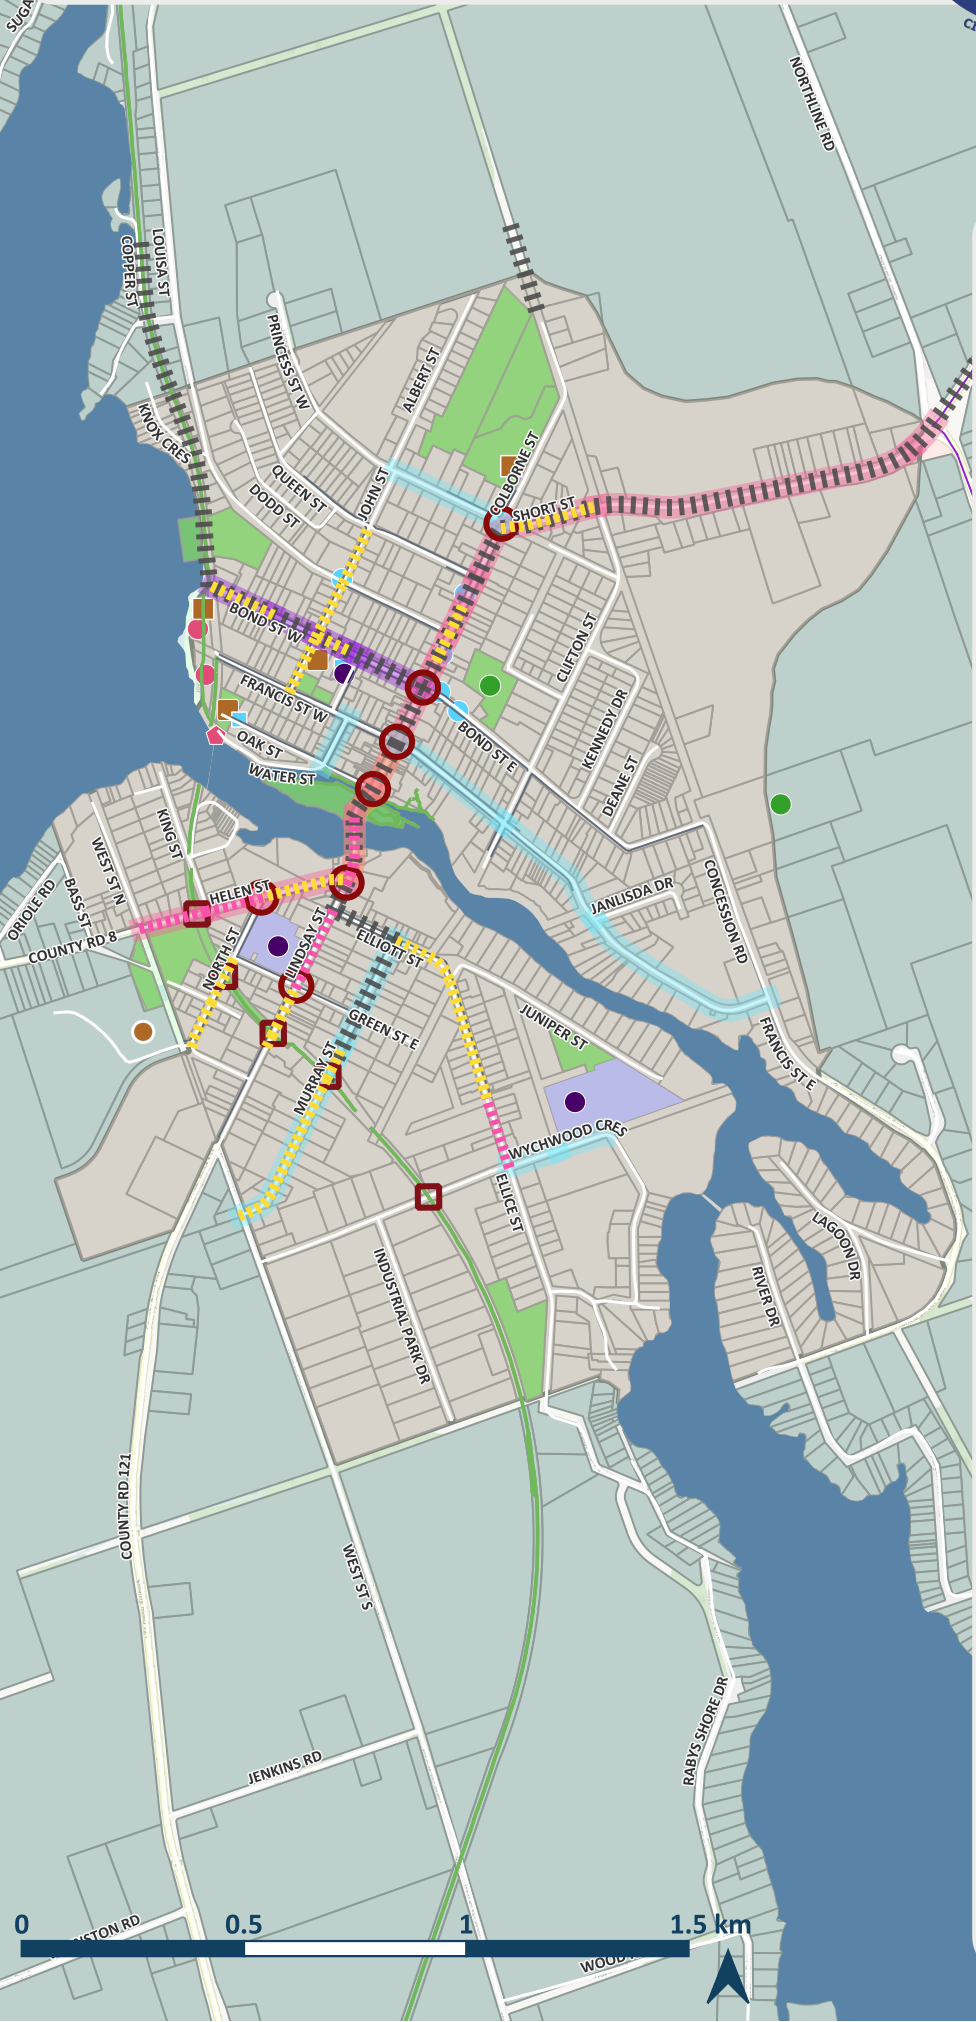 SUGA
NORTHLINE RD
LOUISA ST
COPPER ST
PRINCESS ST W
ALBERT ST
KNOX CRES
COLBORNE ST
QUEEN ST
JOHN ST
DODD ST
SHORT ST
BOND ST W
CLIFTON ST
FRANCIS ST W
KENNEDY DR
BOND ST E
OAK ST
WATER ST
DEANE ST
KING ST
WEST ST N
BASS ST
ORIOLE RD
HELEN ST
JANLISDA DR
CONCESSION RD
COUNTY RD 8
NORTH ST
LINDSAY ST
ELLIOTT ST
JUNIPER ST
GREEN ST E
FRANCIS ST E
MURRAY ST
WYCHWOOD CRES
ELLICE ST
LAGOON DR
INDUSTRIAL PARK DR
RIVER DR
COUNTY RD 121
WEST ST S
RABYS SHORE DR
JENKINS RD
NSTON RD
WOOD
0 0.5 1 1.5 km